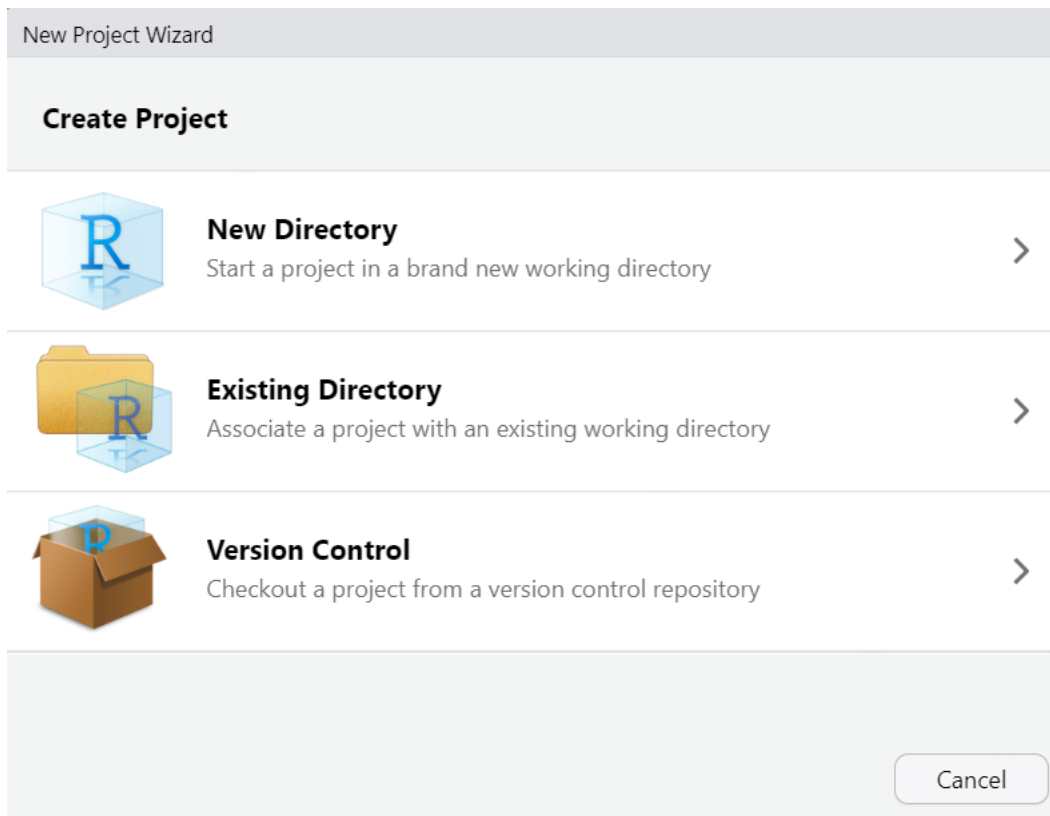 New Project Wizard
Create Project
R
New Directory
Start a project in a brand new working directory
R
Existing Directory
Associate a project with an existing working directory
R
Version Control
Checkout a project from a version control repository
Cancel